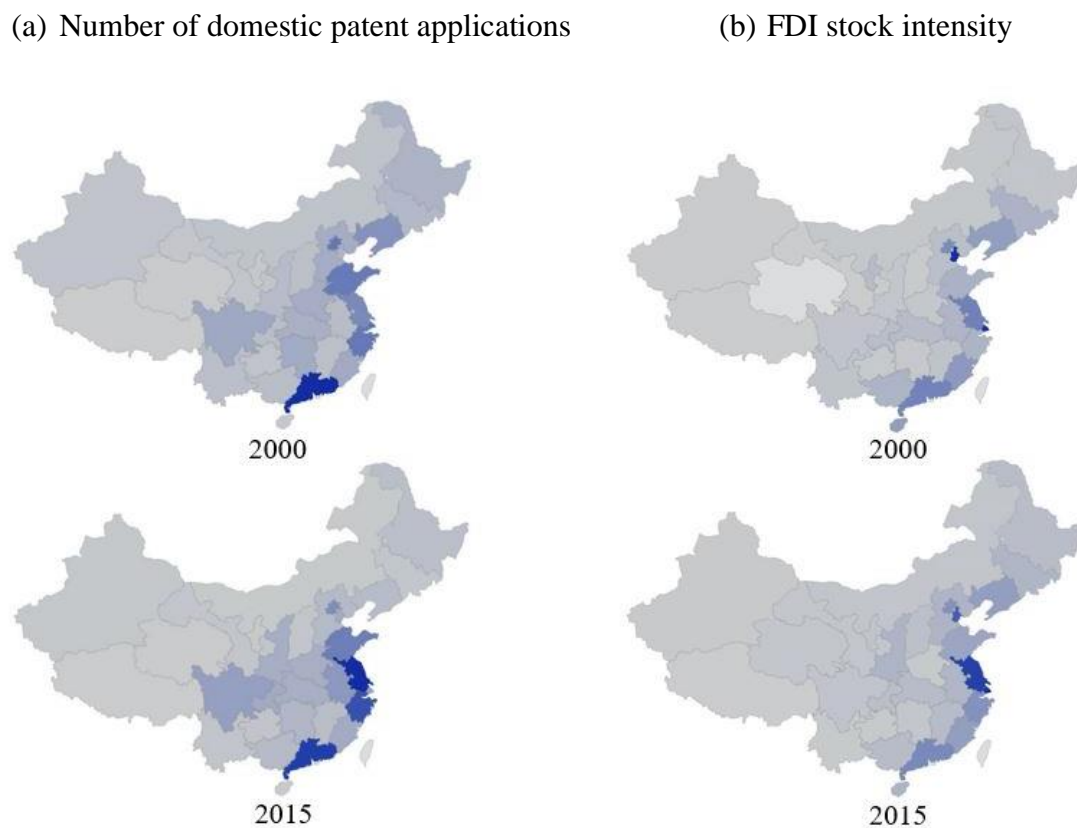 (a) Number of domestic patent applications
(b) FDI stock intensity
2000
2000
2015
2015